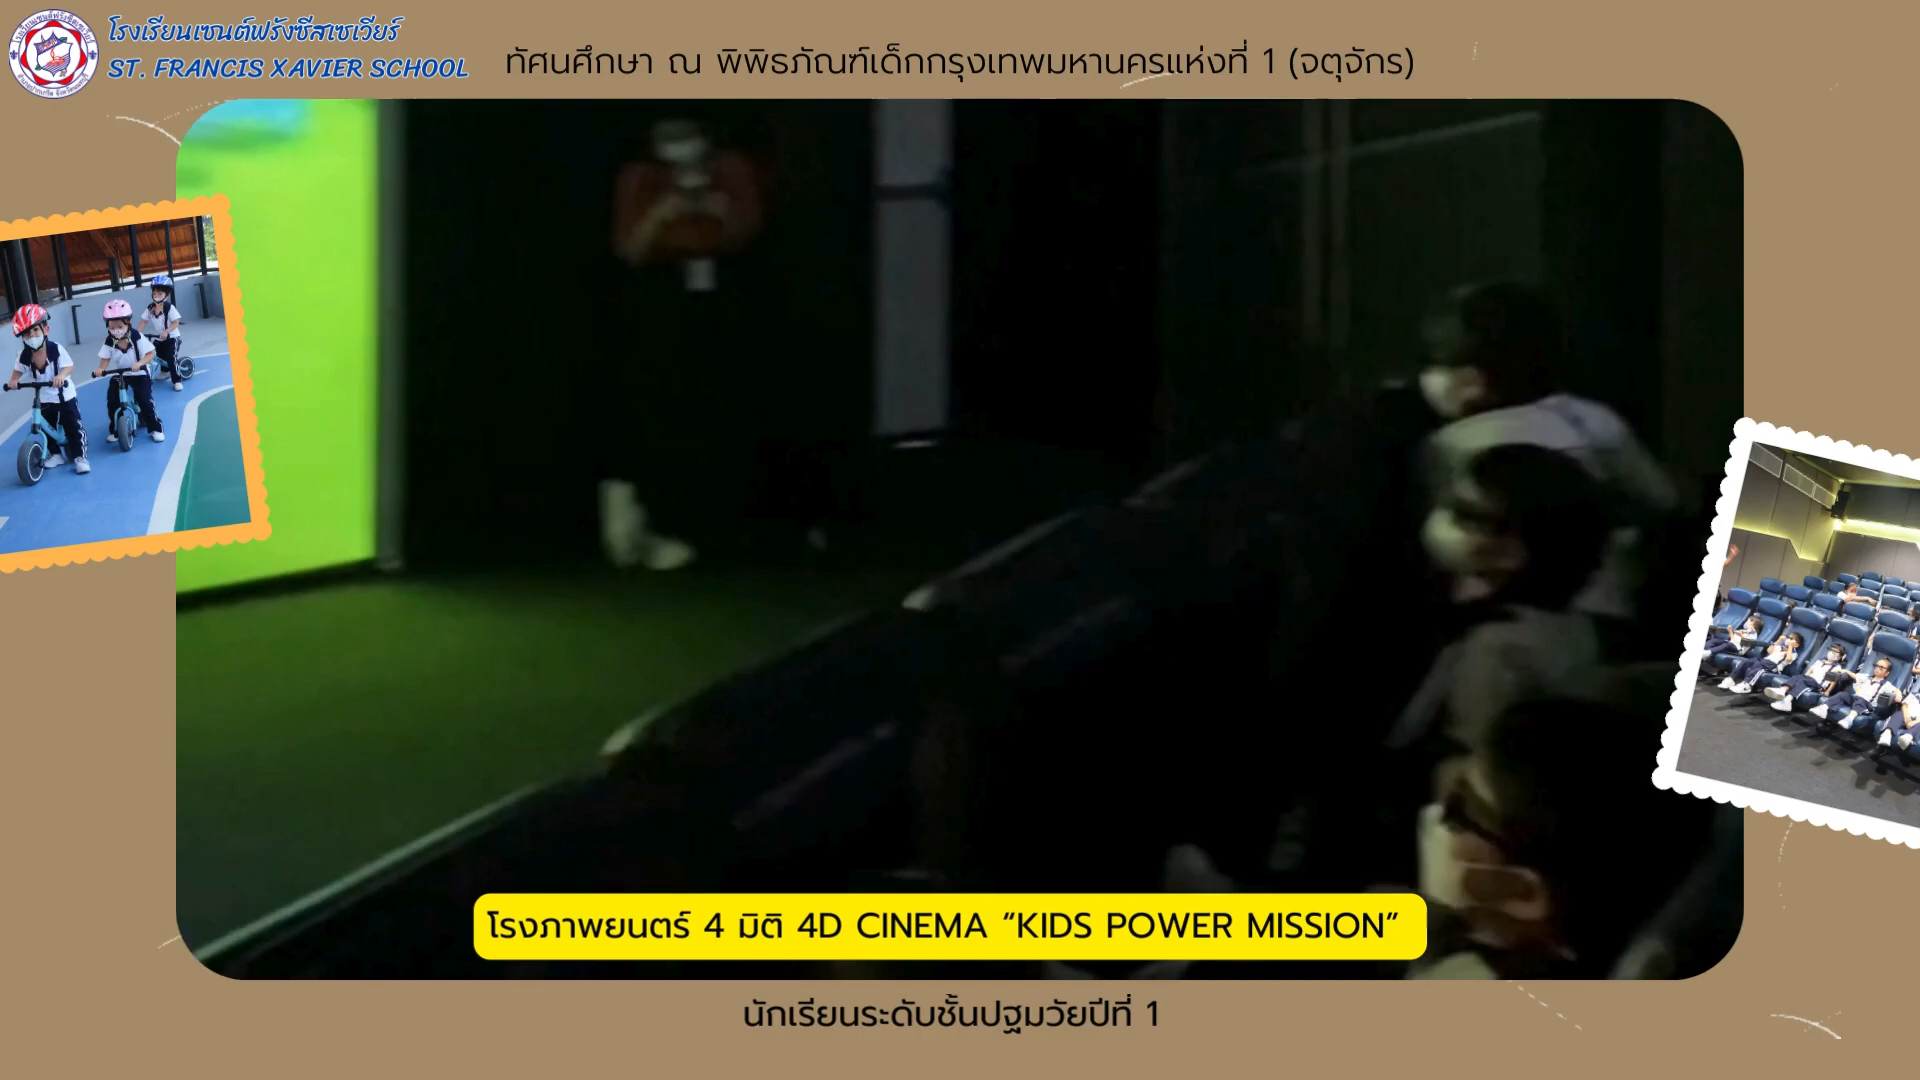 โรงเรียนเซนต์ฟรังซีสเซเวียร์
ST. FRANCIS XAVIER SCHOOL
ทัศนศึกษา ณ พิพิธภัณฑ์เด็กกรุงเทพมหานครแห่งที่ 1 (จตุจักร)
โรงภาพยนตร์ 4 มิติ 4D CINEMA “KIDS POWER MISSION”
นักเรียนระดับชั้นปฐมวัยปีที่ 1